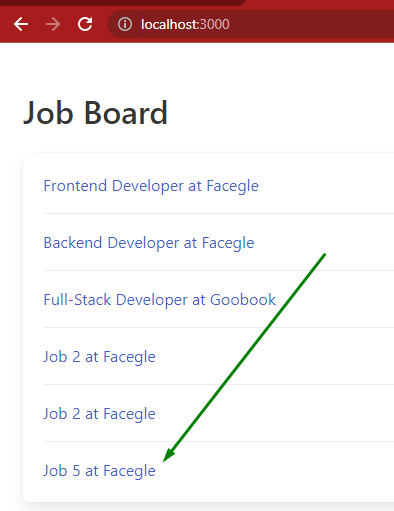 localhost:3000
Job Board
Frontend Developer at Facegle
Backend Developer at Facegle
Full-Stack Developer at Goobook
Job 2 at Facegle
Job 2 at Facegle
Job 5 at Facegle